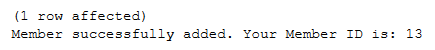 (1 row affected)
Member successfully added. Your Member ID is: 13